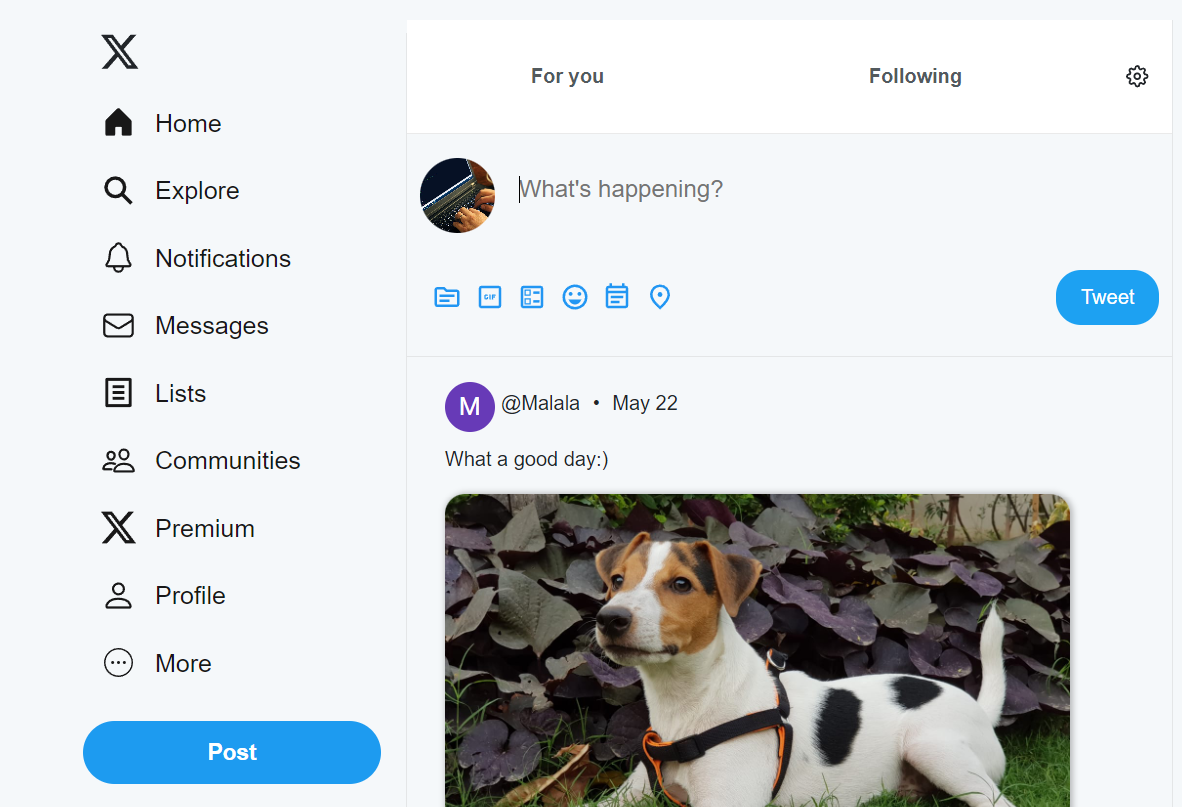 Home
Explore
Notifications
Messages
Lists
Communities
Premium
Profile
More
Post
For you Following
What's happening?
GIF
Tweet
M @Malala • May 22
What a good day:)